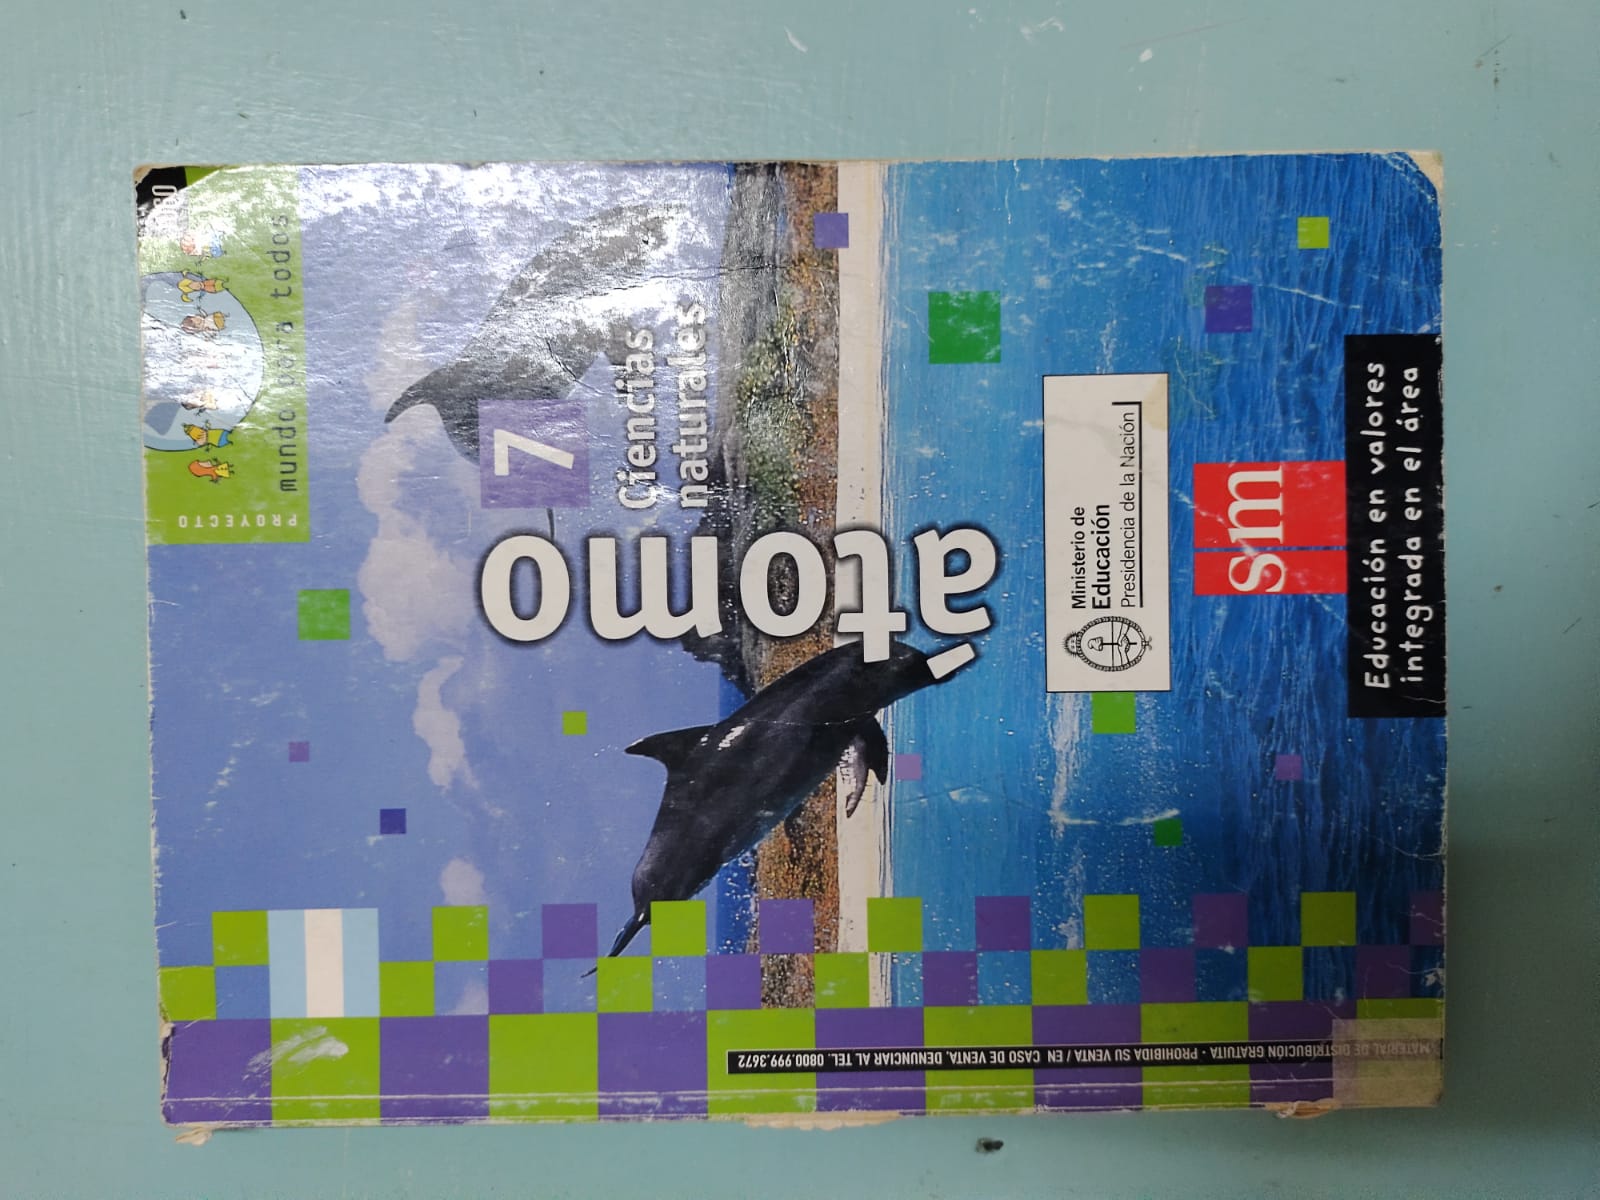 PROYECTO
mundo para todos
7
Ciencias
naturales
átomo
Ministerio de
Educación
Presidencia de la Nación
sm
Educación en valores
integrada en el área
MATERIAL DE DISTRIBUCIÓN GRATUITA - PROHIBIDA SU VENTA / EN CASO DE VENTA, DENUNCIAR AL TEL. 0800.999.3672